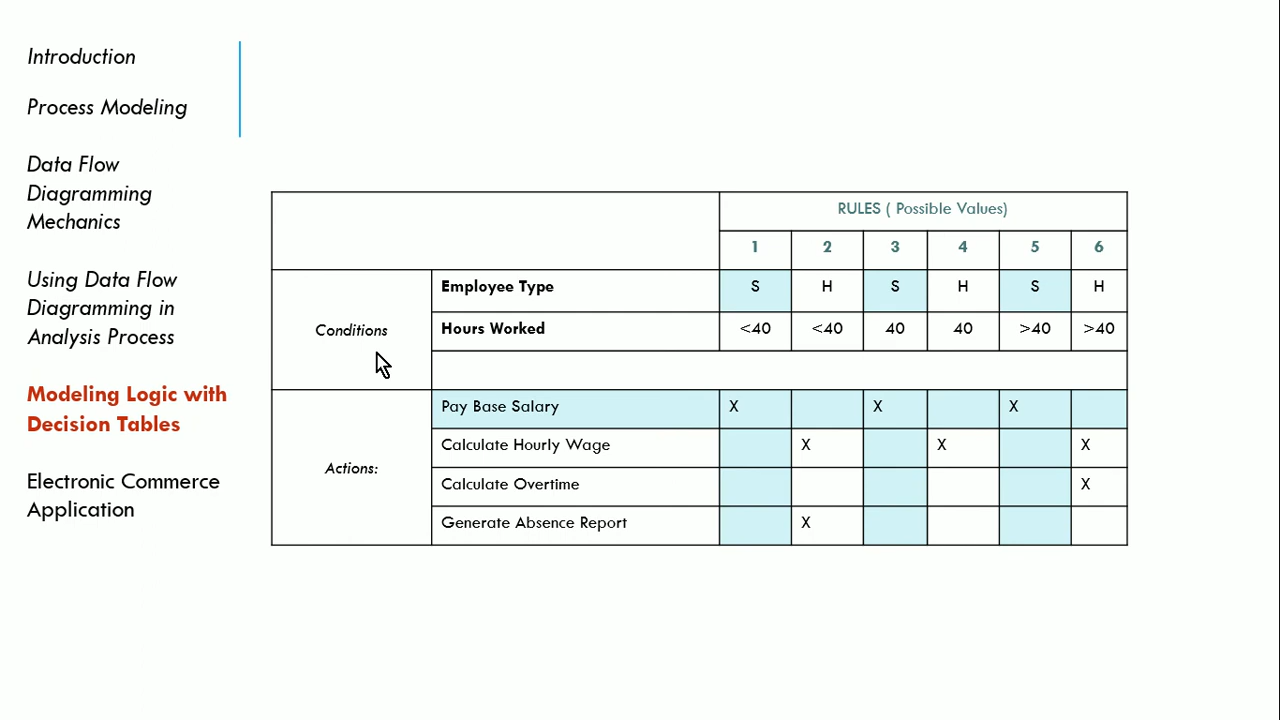 Introduction
Process Modeling
Data Flow
Diagramming
Mechanics
Using Data Flow
Diagramming in
Analysis Process
Modeling Logic with
Decision Tables
Electronic Commerce
Application
RULES ( Possible Values)
1 2 3 4 5 6
Conditions
Employee Type S H S H S H
Hours Worked <40 <40 40 40 >40 >40
Actions:
Pay Base Salary X X X
Calculate Hourly Wage X X X
Calculate Overtime X
Generate Absence Report X